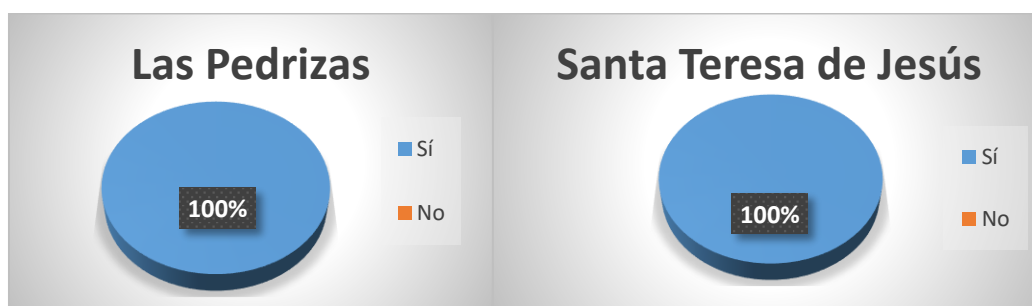 Las Pedrizas
Sí
100%
No
Santa Teresa de Jesús
Sí
100%
No